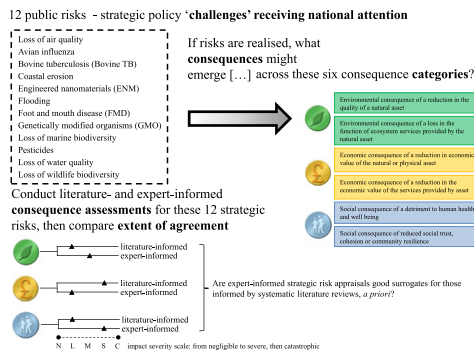 12 public risks - strategic policy ‘challenges’ receiving national attention
Loss of air quality
Avian influenza
Bovine tuberculosis (Bovine TB)
Coastal erosion
Engineered nanomaterials (ENM)
Flooding
Foot and mouth disease (FMD)
Genetically modified organisms (GMO)
Loss of marine biodiversity
Pesticides
Loss of water quality
Loss of wildlife biodiversity
If risks are realised, what
consequences might
emerge […] across these six consequence categories?
Environmental consequence of a reduction in the
quality of a natural asset
Environmental consequence of a loss in the
function of ecosystem services provided by the
natural asset
Economic consequence of a reduction in economic
value of the natural or physical asset
Economic consequence of a reduction in the
economic value of the services provided by asset
Social consequence of a detriment to human health
and well being
Social consequence of reduced social trust,
cohesion or community resilience
Conduct literature- and expert-informed
consequence assessments for these 12 strategic
risks, then compare extent of agreement
literature-informed
expert-informed
literature-informed
expert-informed
literature-informed
expert-informed
Are expert-informed strategic risk appraisals good surrogates for those
informed by systematic literature reviews, a priori?
N L M S C impact severity scale: from negligible to severe, then catastrophic